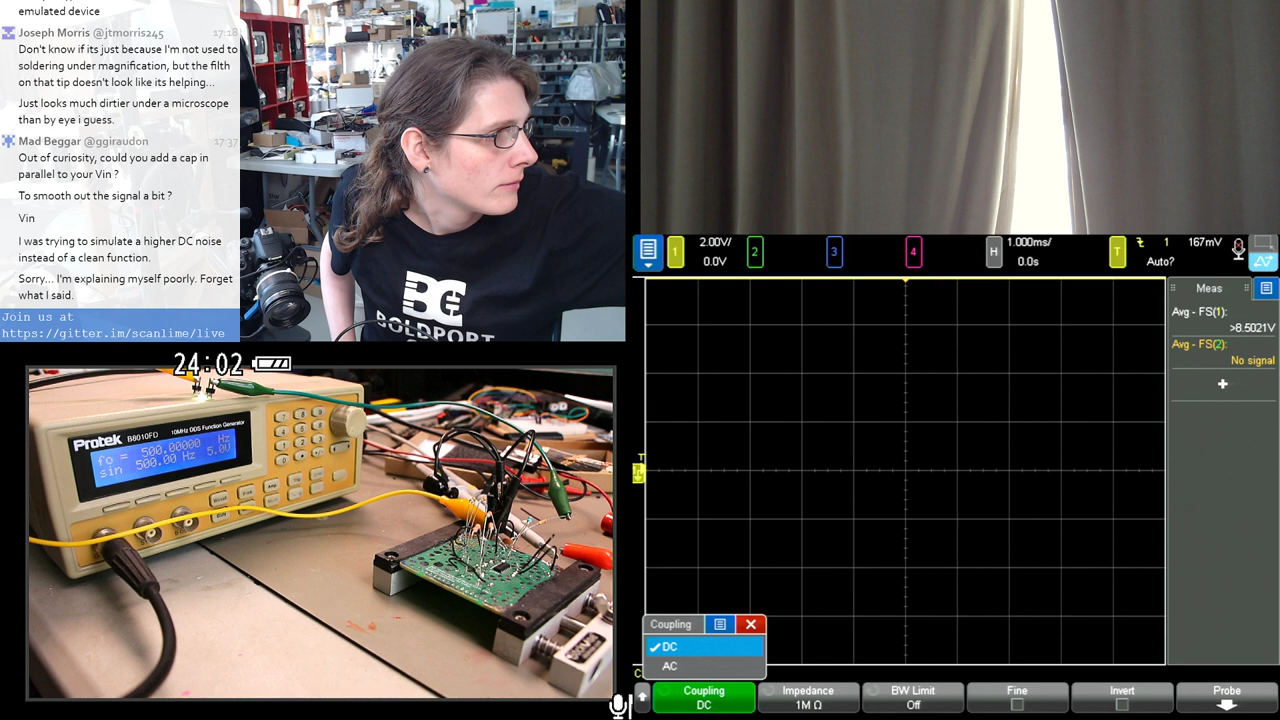 emulated device
Joseph Morris @jtmorris245 17:18
Don't know if its just because I'm not used to
soldering under magnification, but the filth
on that tip doesn't look like its helping...
Just looks much dirtier under a microscope
than by eye i guess.
Mad Beggar @ggiraudon 17:37
Out of curiosity, could you add a cap in
parallel to your Vin ?
To smooth out the signal a bit ?
Vin
I was trying to simulate a higher DC noise
instead of a clean function.
Sorry... I'm explaining myself poorly. Forget
what I said.
Join us at
https://gitter.im/scanlime/live
BC
BOLDPORT
24:02
Protek B8010FD 10MHz DDS Function Generator
fo = 500.00000 Hz
sin 500.00 Hz 5.0V
1 2.00V/ 2 3 4 H 1.000ms/ T 1 167mV
0.0V 0.0s Auto?
Meas
Avg - FS(1):
>8.5021V
Avg - FS(2):
No signal
T
Coupling
DC
AC
Coupling Impedance BW Limit Fine Invert Probe
DC 1M Ω Off